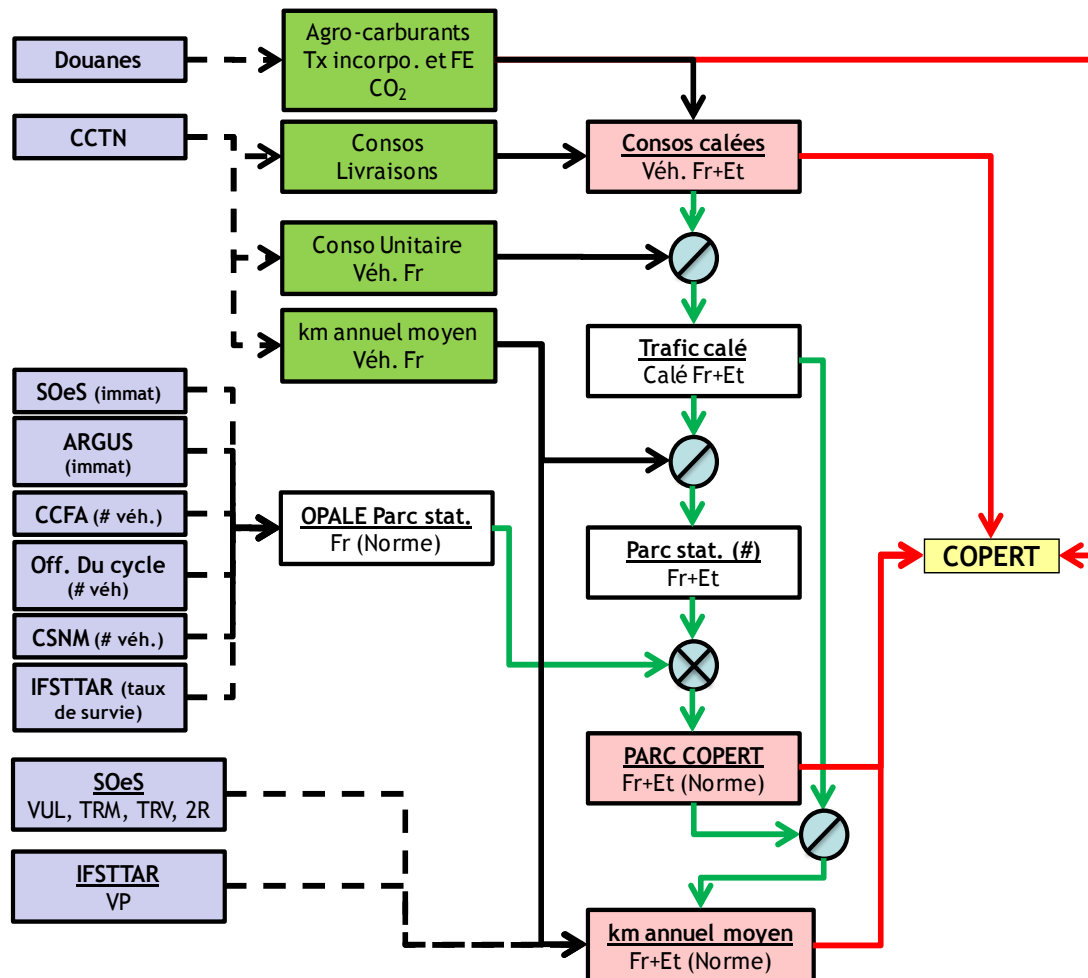 Douanes
CCTN
SOeS (immat)
ARGUS
(immat)
CCFA (# véh.)
Off. Du cycle
(# véh)
CSNM (# véh.)
IFSTTAR (taux
de survie)
SOeS
VUL, TRM, TRV, 2R
IFSTTAR
VP
Agro-carburants
Tx incorpo. et FE
CO₂
Consos
Livraisons
Conso Unitaire
Véh. Fr
km annuel moyen
Véh. Fr
OPALE Parc stat.
Fr (Norme)
Consos calées
Véh. Fr+Et
Trafic calé
Calé Fr+Et
Parc stat. (#)
Fr+Et
PARC COPERT
Fr+Et (Norme)
km annuel moyen
Fr+Et (Norme)
COPERT